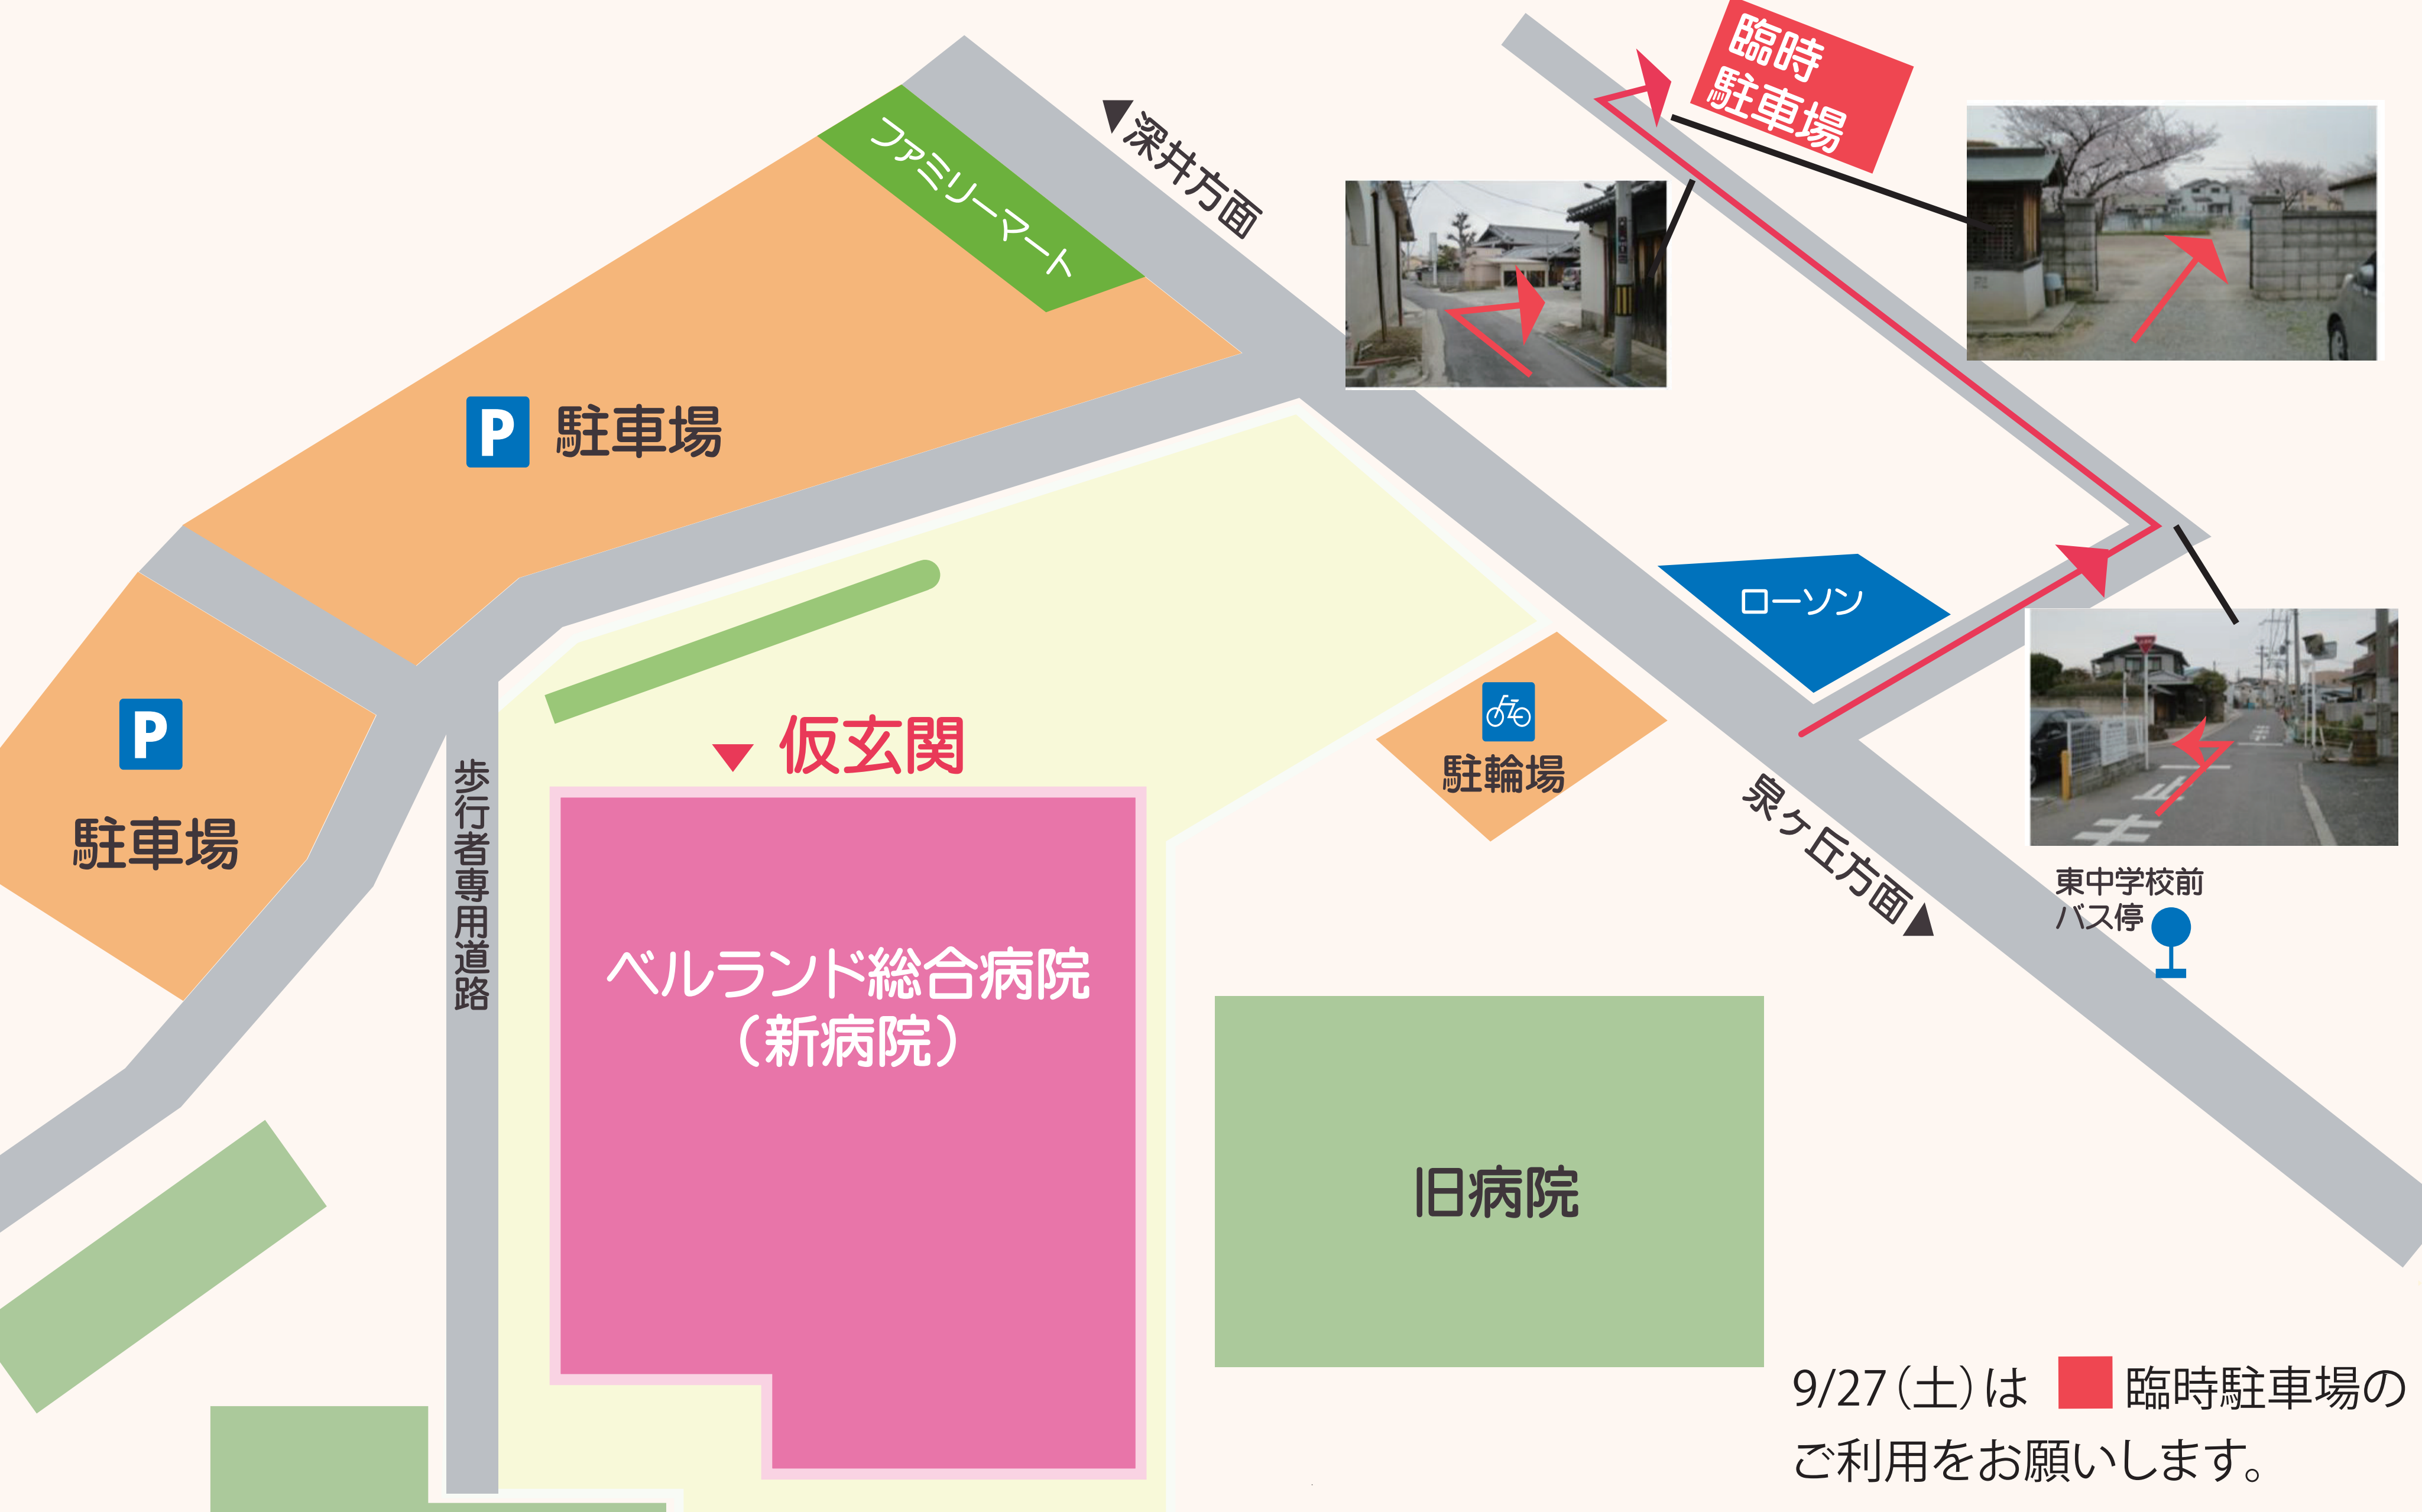 臨時
駐車場
◀深井方面
ファミリーマート
P 駐車場
ローソン
P
駐車場
▼仮玄関
駐輪場
歩行者専用道路
泉ヶ丘方面▶
東中学校前
バス停
ベルランド総合病院
（新病院）
旧病院
9/27（土）は 臨時駐車場の
ご利用をお願いします。